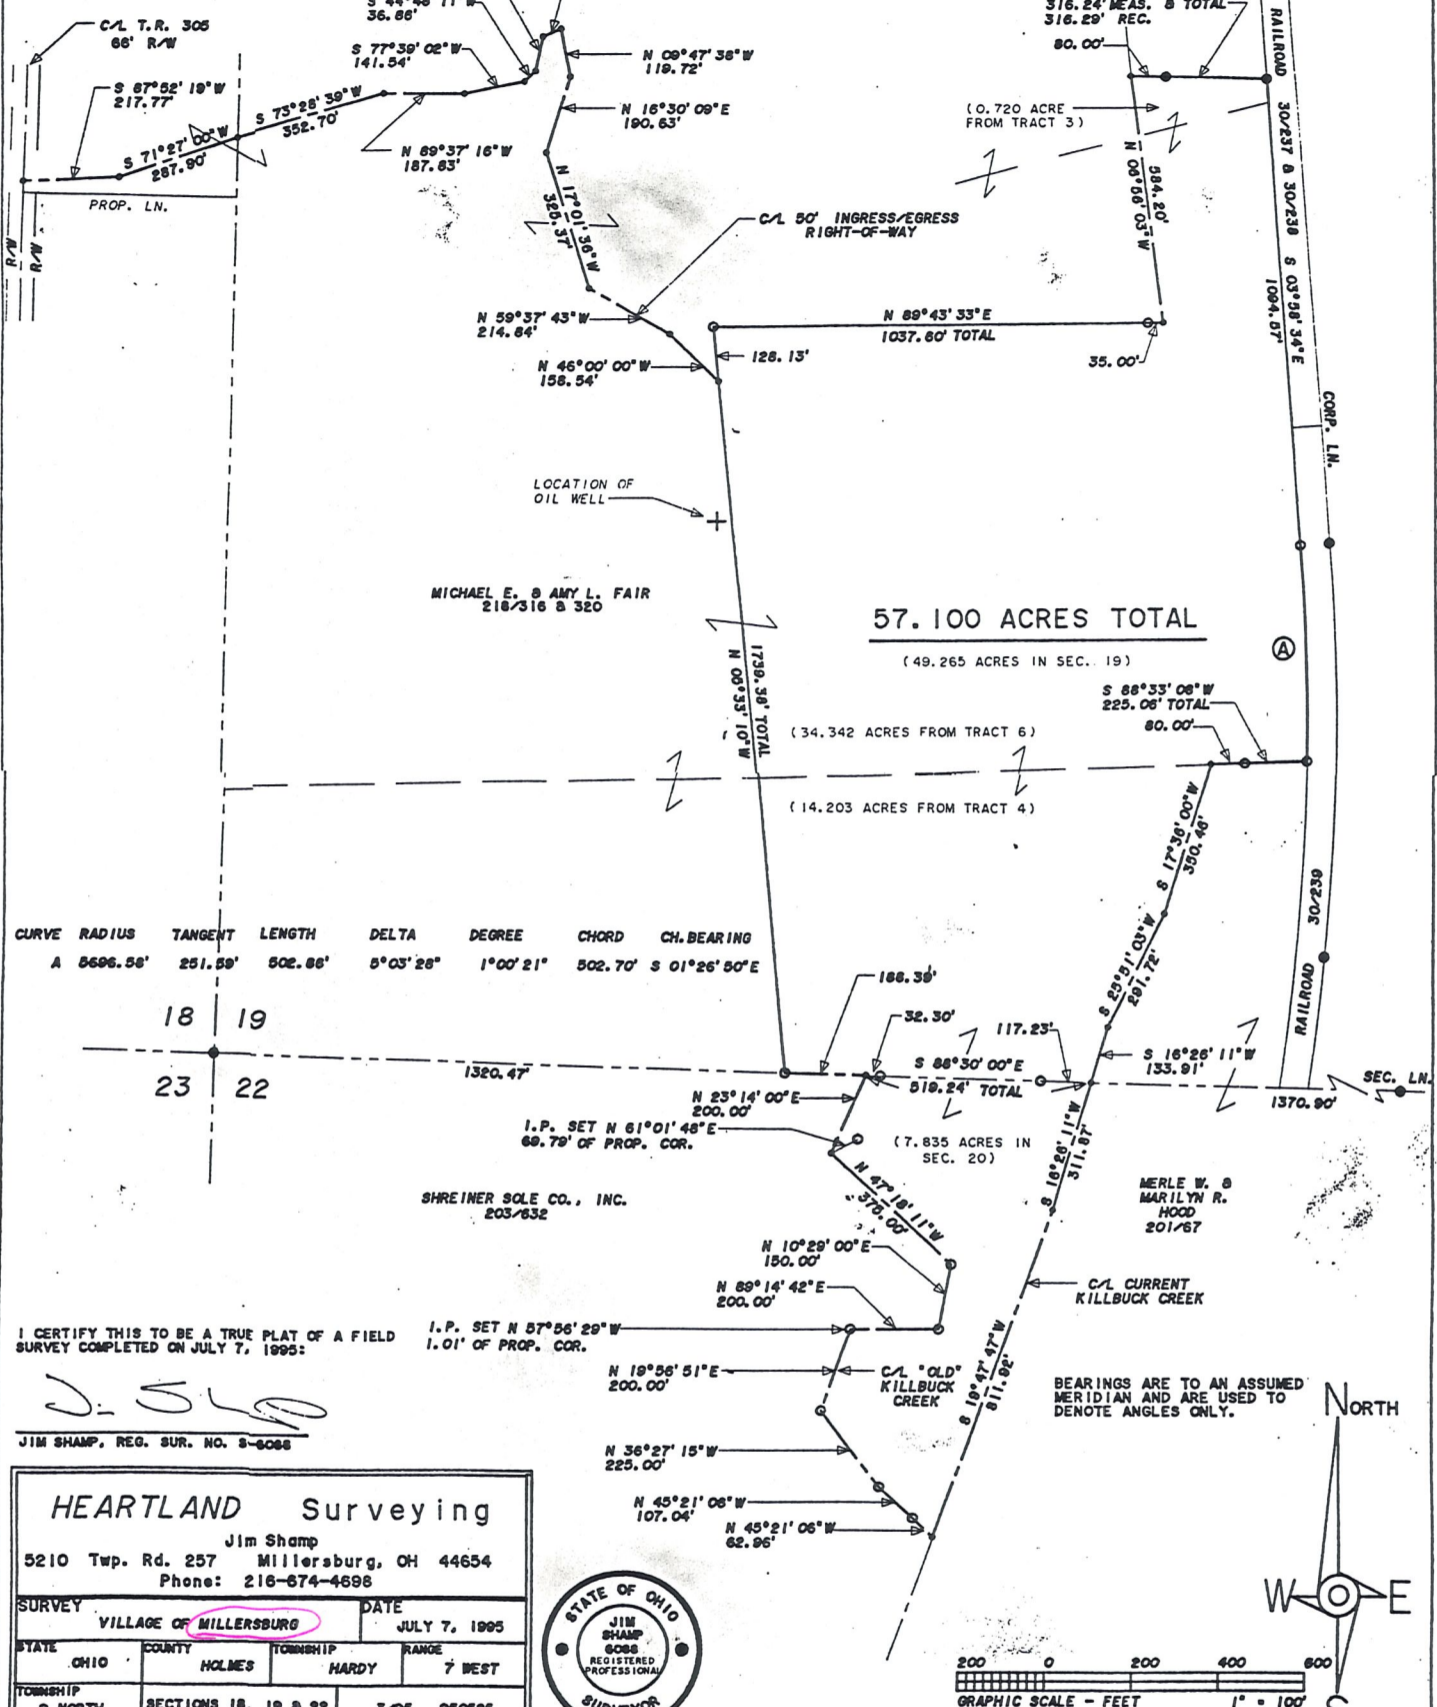 C/L T.R. 305
66' R/W
36.86'
S 77°39'02"W
141.54'
S 67°52'19"W
217.77'
S 73°28'39"W
352.70'
S 71°27'00"W
287.90'
PROP. LN.
R/W
R/W
N 69°37'16"W
187.83'
N 09°47'38"W
119.72'
N 16°30'09"E
190.63'
N 17°01'36"W
325.37'
C/L 50' INGRESS/EGRESS
RIGHT-OF-WAY
N 59°37'43"W
214.84'
N 46°00'00"W
158.54'
128.13'
316.24' MEAS. & TOTAL
316.29' REC.
80.00'
(0.720 ACRE
FROM TRACT 3)
584.20'
N 06°56'03"W
N 89°43'33"E
1037.60' TOTAL
35.00'
RAILROAD 30/237 & 30/238 S 03°58'34"E
1094.57'
CORP. LN.
LOCATION OF
OIL WELL
MICHAEL E. & AMY L. FAIR
218/316 & 320
57.100 ACRES TOTAL
(49.265 ACRES IN SEC. 19)
A
S 88°33'08"W
225.06' TOTAL
80.00'
1739.38' TOTAL
N 05°33'10"W
(34.342 ACRES FROM TRACT 6)
(14.203 ACRES FROM TRACT 4)
S 17°36'00"W
350.46'
S 25°51'03"W
291.72'
RAILROAD 30/239
CURVE RADIUS TANGENT LENGTH DELTA DEGREE CHORD CH.BEARING
A 5696.58' 251.59' 502.86' 5°03'28" 1°00'21" 502.70' S 01°26'50"E
18 19
23 22
1320.47'
186.39'
32.30'
117.23'
S 88°30'00"E
519.24' TOTAL
S 16°26'11"W
133.91'
SEC. LN.
1370.90'
N 23°14'00"E
200.00'
I.P. SET N 61°01'48"E
69.79' OF PROP. COR.
(7.835 ACRES IN
SEC. 20)
S 16°26'11"W
311.87'
N 47°18'11"W
376.00'
SHREINER SOLE CO., INC.
203/632
MERLE W. &
MARILYN R.
HOOD
201/67
N 10°29'00"E
150.00'
N 89°14'42"E
200.00'
C/L CURRENT
KILLBUCK CREEK
I CERTIFY THIS TO BE A TRUE PLAT OF A FIELD
SURVEY COMPLETED ON JULY 7, 1995:
I.P. SET N 57°56'29"W
1.01' OF PROP. COR.
N 19°56'51"E
200.00'
C/L "OLD"
KILLBUCK
CREEK
S 19°47'47"W
811.92'
BEARINGS ARE TO AN ASSUMED
MERIDIAN AND ARE USED TO
DENOTE ANGLES ONLY.
NORTH
JIM SHAMP, REG. SUR. NO. S-6088
N 36°27'15"W
225.00'
N 45°21'06"W
107.04'
N 45°21'06"W
62.96'
HEARTLAND Surveying
Jim Shamp
5210 Twp. Rd. 257 Millersburg, OH 44654
Phone: 216-674-4698
SURVEY
VILLAGE OF MILLERSBURG
DATE
JULY 7, 1995
STATE
OHIO
COUNTY
HOLMES
TOWNSHIP
HARDY
RANGE
7 WEST
TOWNSHIP
STATE OF OHIO
JIM
SHAMP
6088
REGISTERED
PROFESSIONAL
SURVEYOR
W E
200 0 200 400 600
GRAPHIC SCALE - FEET 1" = 100'